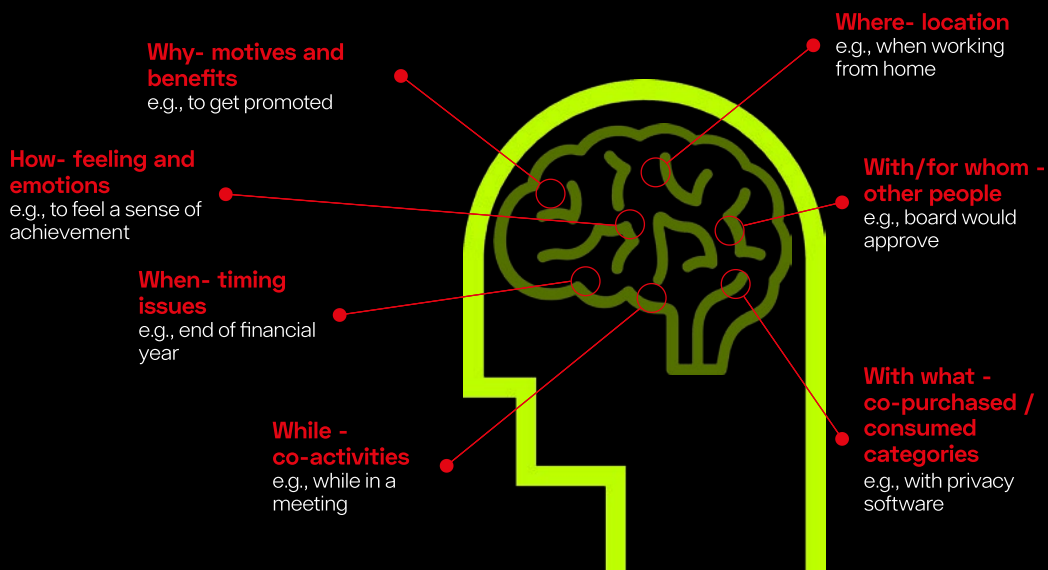 Why- motives and
benefits
e.g., to get promoted
How- feeling and
emotions
e.g., to feel a sense of
achievement
When- timing
issues
e.g., end of financial
year
While -
co-activities
e.g., while in a
meeting
Where- location
e.g., when working
from home
With/for whom -
other people
e.g., board would
approve
With what -
co-purchased /
consumed
categories
e.g., with privacy
software